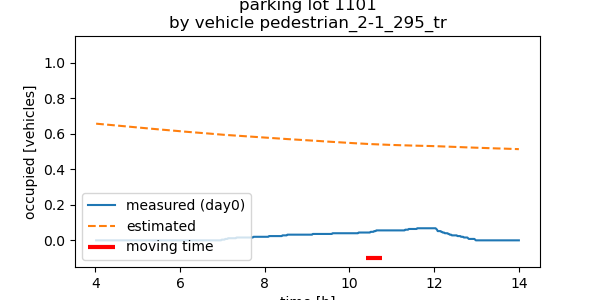 parking lot 1101
by vehicle pedestrian_2-1_295_tr
occupied [vehicles]
1.0
0.8
0.6
0.4
0.2
0.0
measured (day0)
estimated
moving time
4
6
8
10
12
14
time [h]